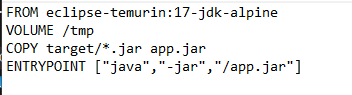 FROM eclipse-temurin:17-jdk-alpine
VOLUME /tmp
COPY target/*.jar app.jar
ENTRYPOINT ["java","-jar","/app.jar"]